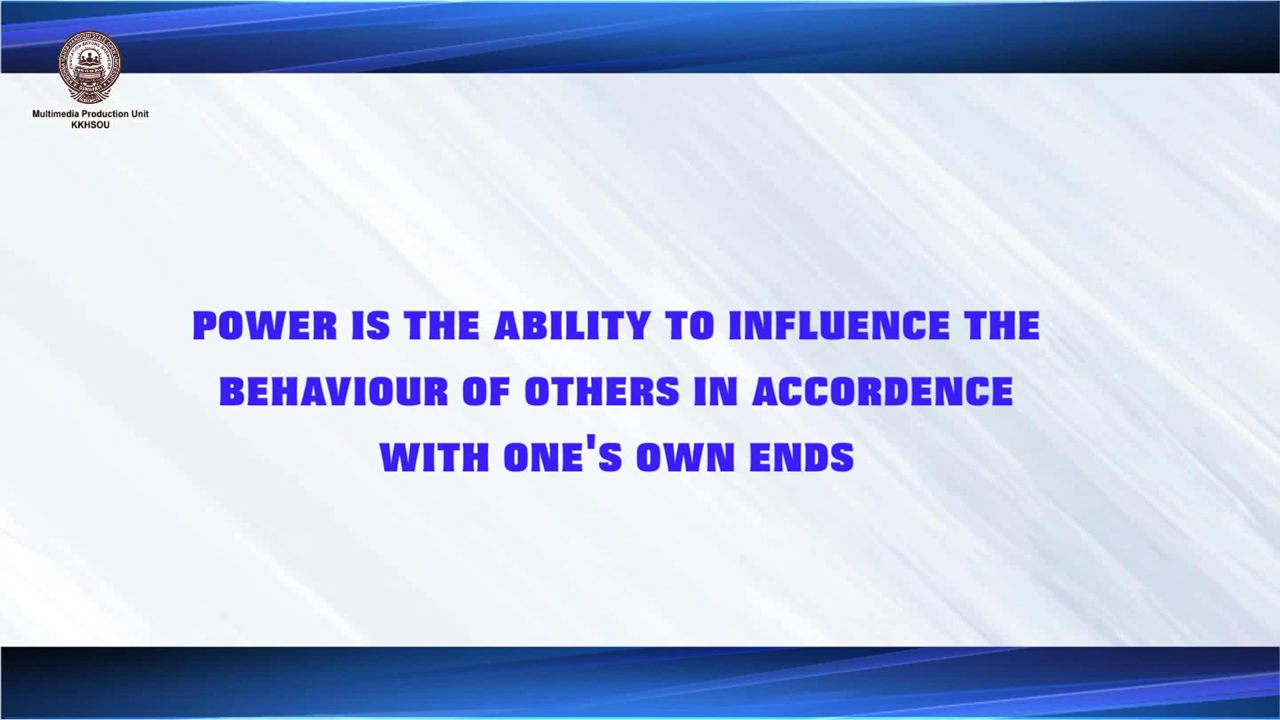 Multimedia Production Unit
KKHSOU
POWER IS THE ABILITY TO INFLUENCE THE
BEHAVIOUR OF OTHERS IN ACCORDENCE
WITH ONE'S OWN ENDS